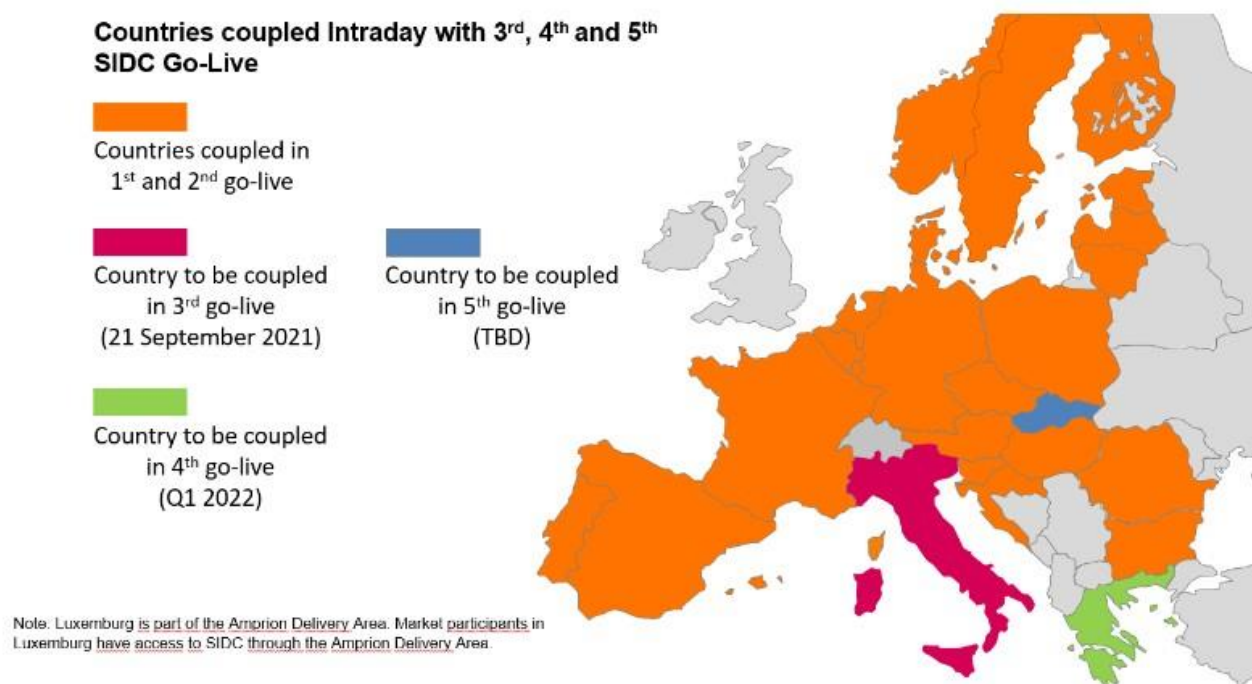 Countries coupled Intraday with 3rd, 4th and 5th
SIDC Go-Live
Countries coupled in
1st and 2nd go-live
Country to be coupled
in 3rd go-live
(21 September 2021)
Country to be coupled
in 5th go-live
(TBD)
Country to be coupled
in 4th go-live
(Q1 2022)
Note. Luxemburg is part of the Amprion Delivery Area. Market participants in
Luxemburg have access to SIDC through the Amprion Delivery Area.